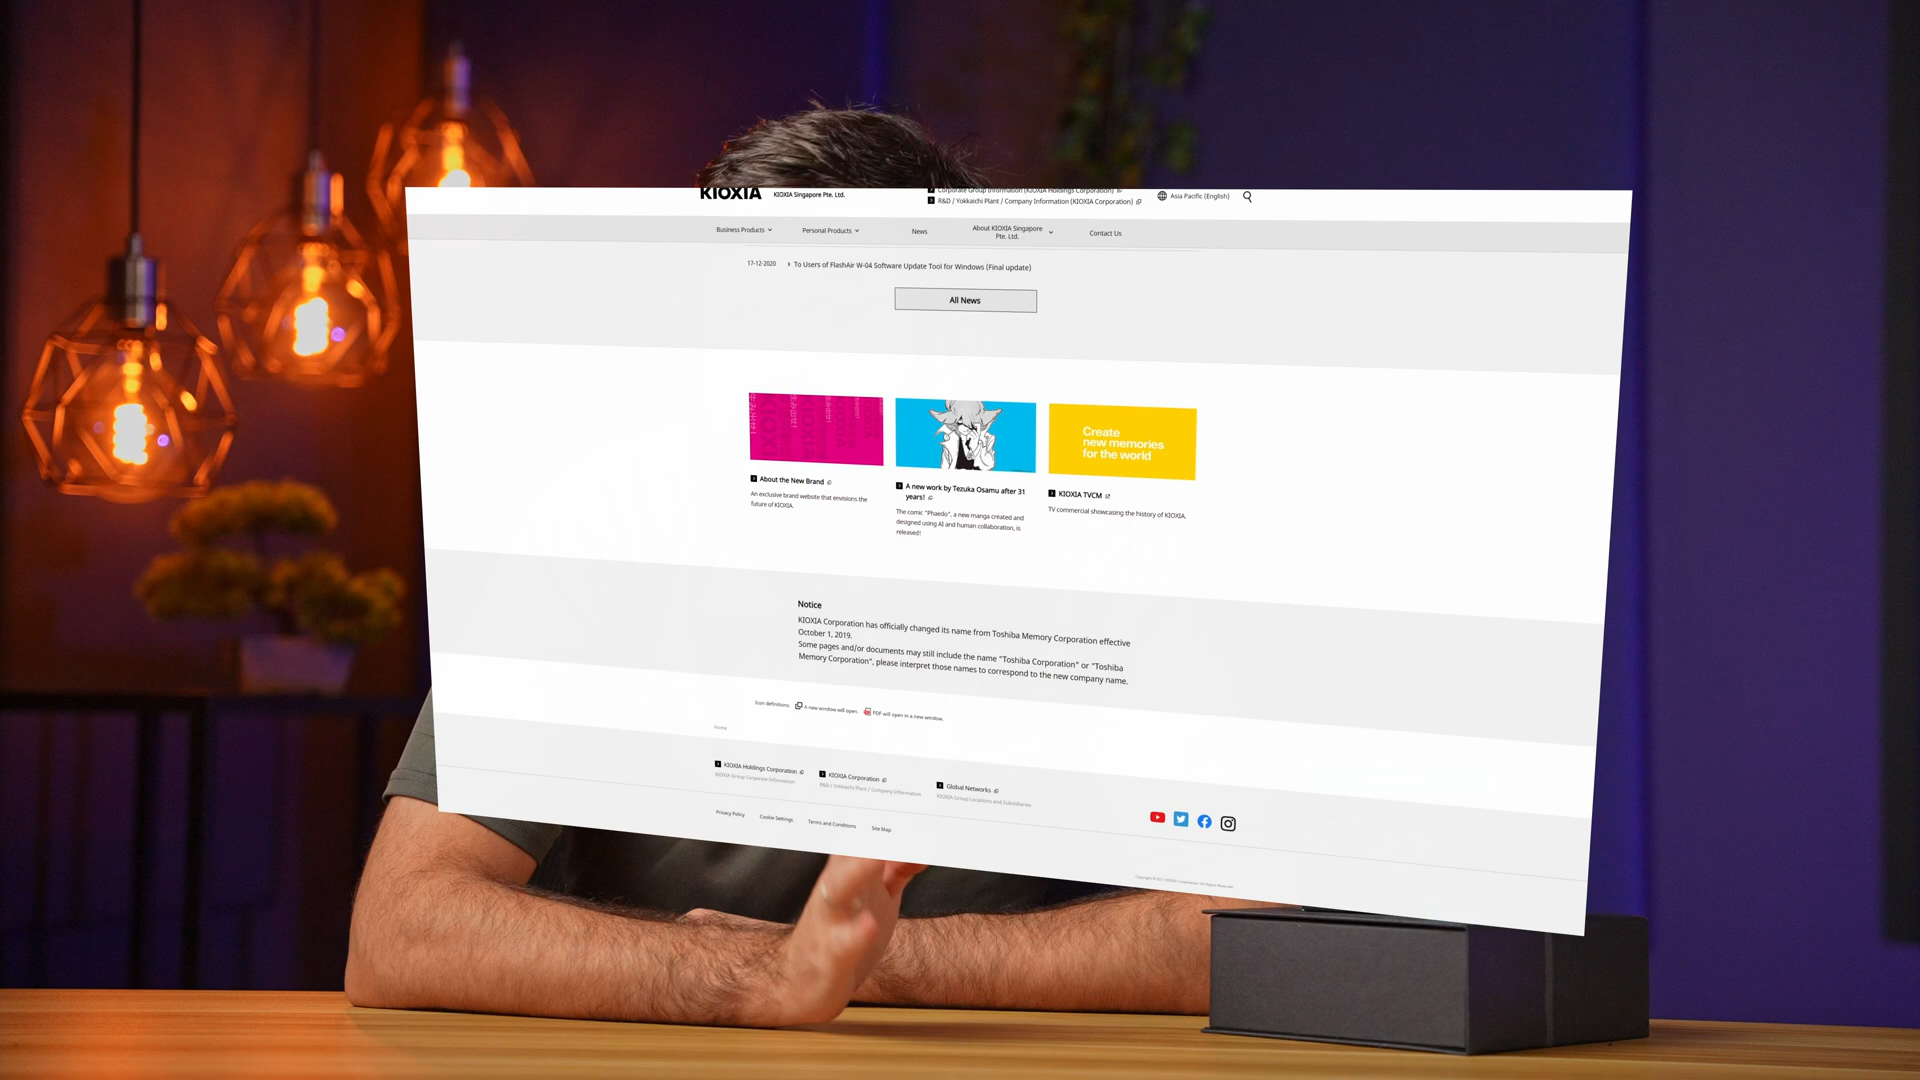 KIOXIA
KIOXIA Singapore Pte. Ltd.
Corporate Group Information (KIOXIA Holdings Corporation)
R&D / Yokkaichi Plant / Company Information (KIOXIA Corporation)
Asia Pacific (English)
Business Products
Personal Products
News
About KIOXIA Singapore
Pte. Ltd.
Contact Us
17-12-2020
To Users of FlashAir W-04 Software Update Tool for Windows (Final update)
All News
About the New Brand
An exclusive brand website that envisions the
future of KIOXIA.
A new work by Tezuka Osamu after 31
years!
The comic "Phaedo", a new manga created and
designed using AI and human collaboration, is
released!
Create
new memories
for the world
KIOXIA TVCM
TV commercial showcasing the history of KIOXIA.
Notice
KIOXIA Corporation has officially changed its name from Toshiba Memory Corporation effective
October 1, 2019.
Some pages and/or documents may still include the name "Toshiba Corporation" or "Toshiba
Memory Corporation", please interpret those names to correspond to the new company name.
Icon definitions:
A new window will open.
PDF will open in a new window.
Home
KIOXIA Holdings Corporation
KIOXIA Group Corporate Information
KIOXIA Corporation
R&D / Yokkaichi Plant / Company Information
Global Networks
KIOXIA Group Locations and Subsidiaries
Privacy Policy
Cookie Settings
Terms and Conditions
Site Map